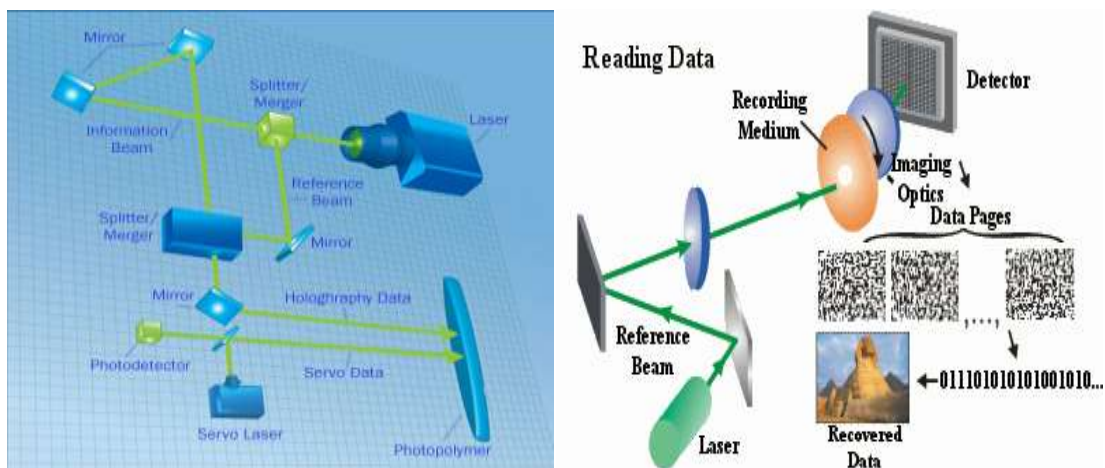 Mirror
Splitter/
Merger
Laser
Information
Beam
Reference
Beam
Splitter/
Merger
Mirror
Mirror
Hologhraphy Data
Photodetector
Servo Data
Servo Laser
Photopolymer
Reading Data
Detector
Recording
Medium
Imaging
Optics
Data Pages
Reference
Beam
Laser
,....,
011101010101001010...
Recovered
Data